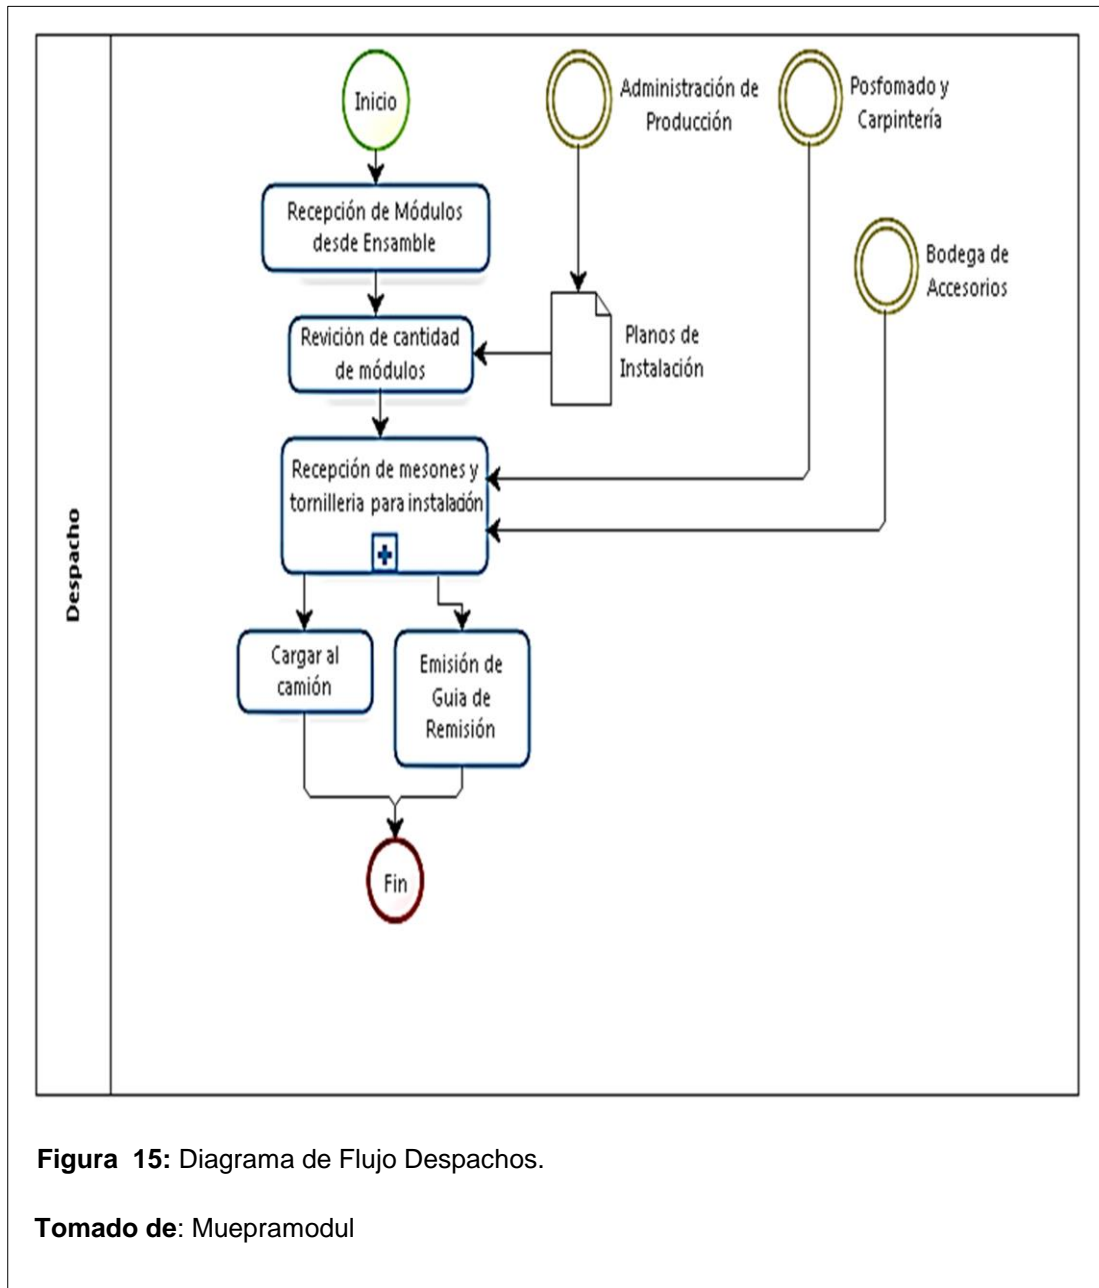 Inicio
Administración de
Producción
Posfomado y
Carpintería
Recepción de Módulos
desde Ensamble
Bodega de
Accesorios
Revición de cantidad
de módulos
Planos de
Instalación
Recepción de mesones y
tornilleria para instalación
Despacho
Cargar al
camión
Emisión de
Guia de
Remisión
Fin
Figura 15: Diagrama de Flujo Despachos.
Tomado de: Muepramodul